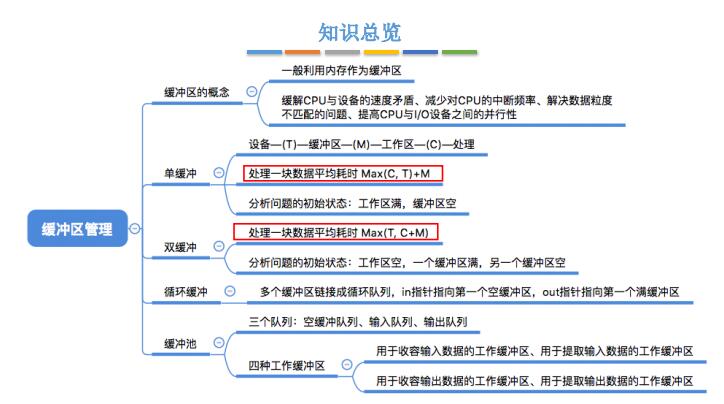 知识总览
缓冲区管理
缓冲区的概念
一般利用内存作为缓冲区
缓解CPU与设备的速度矛盾、减少对CPU的中断频率、解决数据粒度
不匹配的问题、提高CPU与I/O设备之间的并行性
单缓冲
设备—(T)—缓冲区—(M)—工作区—(C)—处理
处理一块数据平均耗时 Max(C, T)+M
分析问题的初始状态：工作区满，缓冲区空
双缓冲
处理一块数据平均耗时 Max(T, C+M)
分析问题的初始状态：工作区空，一个缓冲区满，另一个缓冲区空
循环缓冲
多个缓冲区链接成循环队列，in指针指向第一个空缓冲区，out指针指向第一个满缓冲区
缓冲池
三个队列：空缓冲队列、输入队列、输出队列
四种工作缓冲区
用于收容输入数据的工作缓冲区、用于提取输入数据的工作缓冲区
用于收容输出数据的工作缓冲区、用于提取输出数据的工作缓冲区